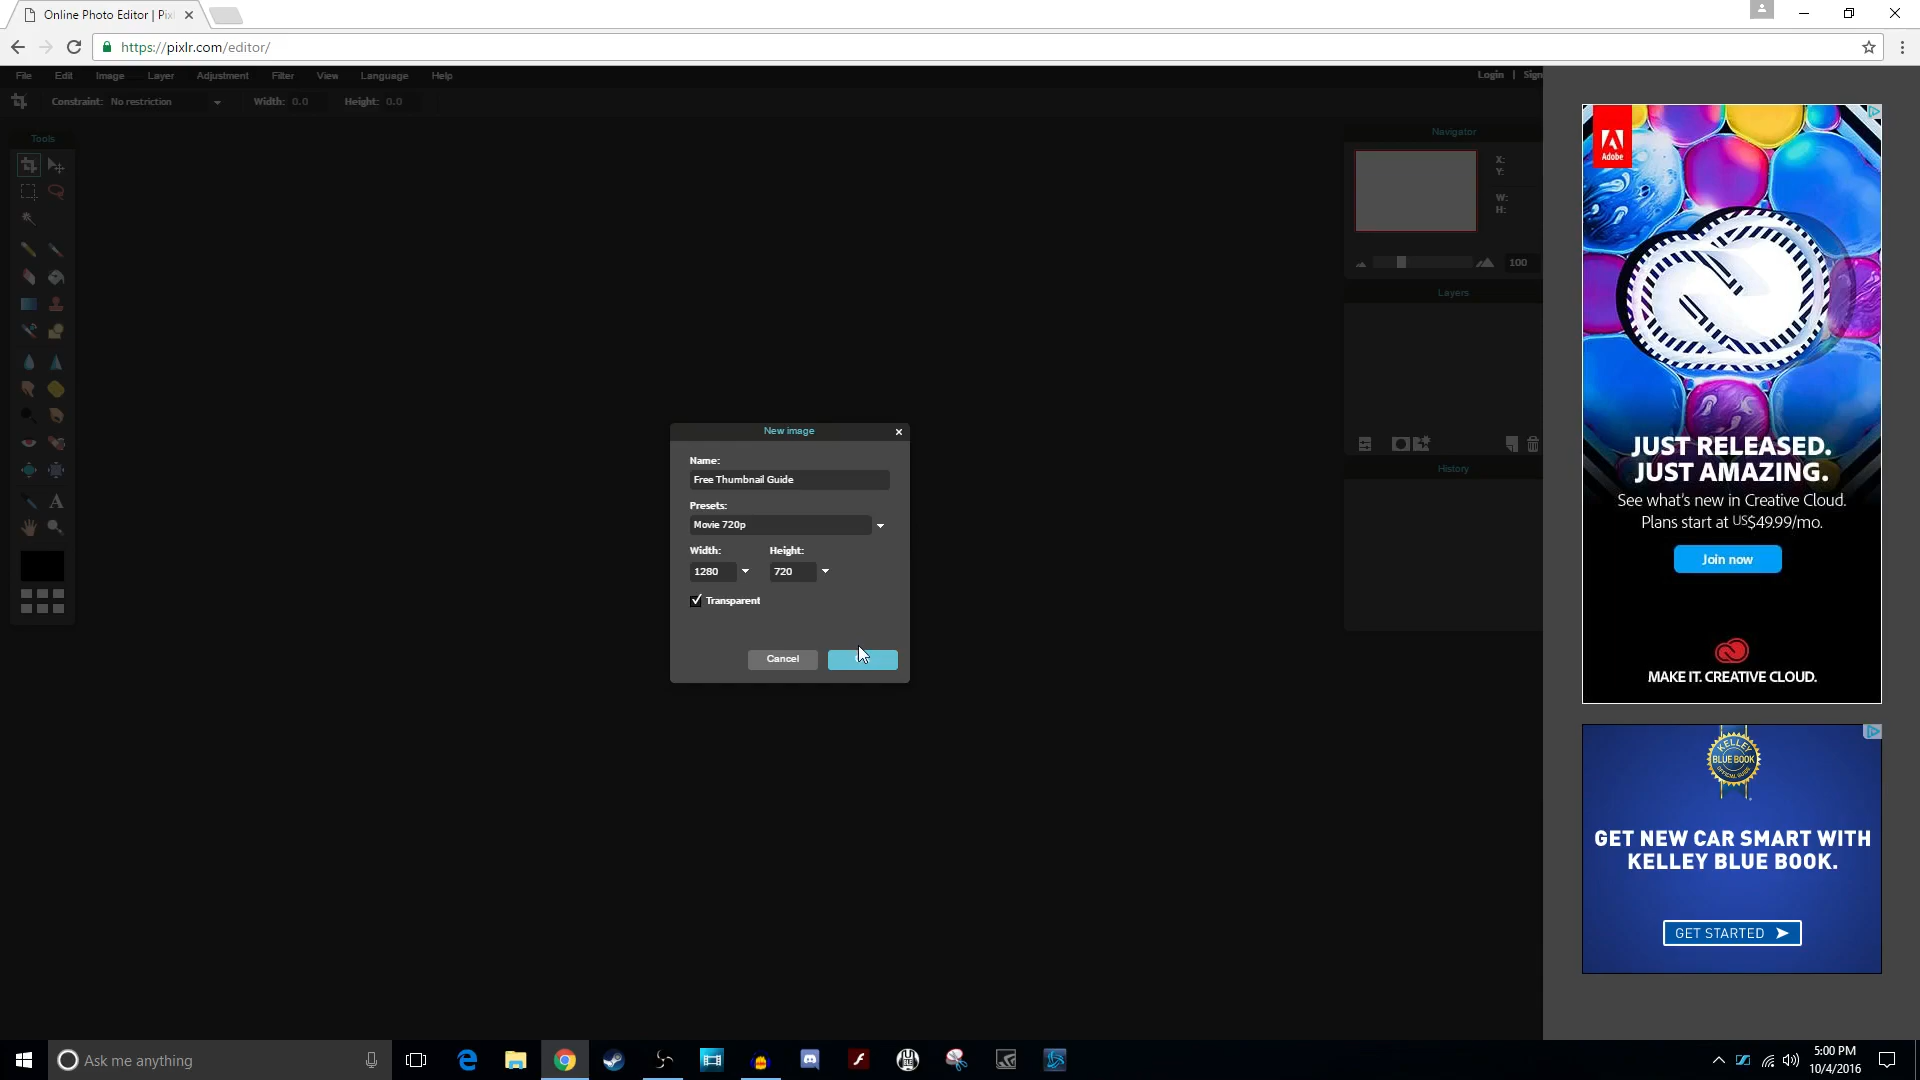 Online Photo Editor | Pix
https://pixlr.com/editor/
File Edit Image Layer Adjustment Filter View Language Help
Login | Sign
Constraint: No restriction Width: 0.0 Height: 0.0
Tools
Navigator
X:
Y:
W:
H:
100
Layers
History
New image
Name:
Free Thumbnail Guide
Presets:
Movie 720p
Width: Height:
1280 720
Transparent
Cancel
Adobe
JUST RELEASED.
JUST AMAZING.
See what's new in Creative Cloud.
Plans start at US$49.99/mo.
Join now
MAKE IT. CREATIVE CLOUD.
KELLEY
BLUE BOOK
OFFICIAL GUIDE
GET NEW CAR SMART WITH
KELLEY BLUE BOOK.
GET STARTED
Ask me anything
5:00 PM
10/4/2016